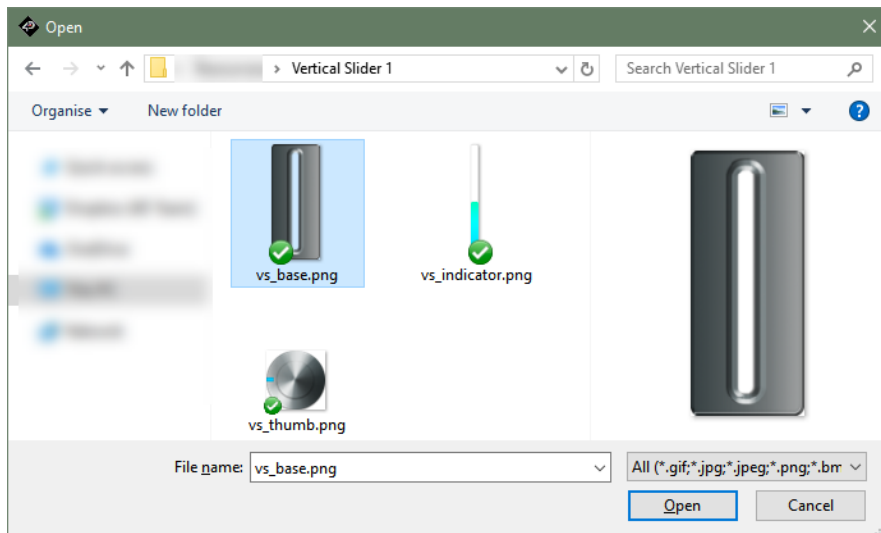 Open
> Vertical Slider 1
Search Vertical Slider 1
Organise
New folder
vs_base.png
vs_indicator.png
vs_thumb.png
File name:
vs_base.png
All (*.gif;*.jpg;*.jpeg;*.png;*.bm
Open
Cancel